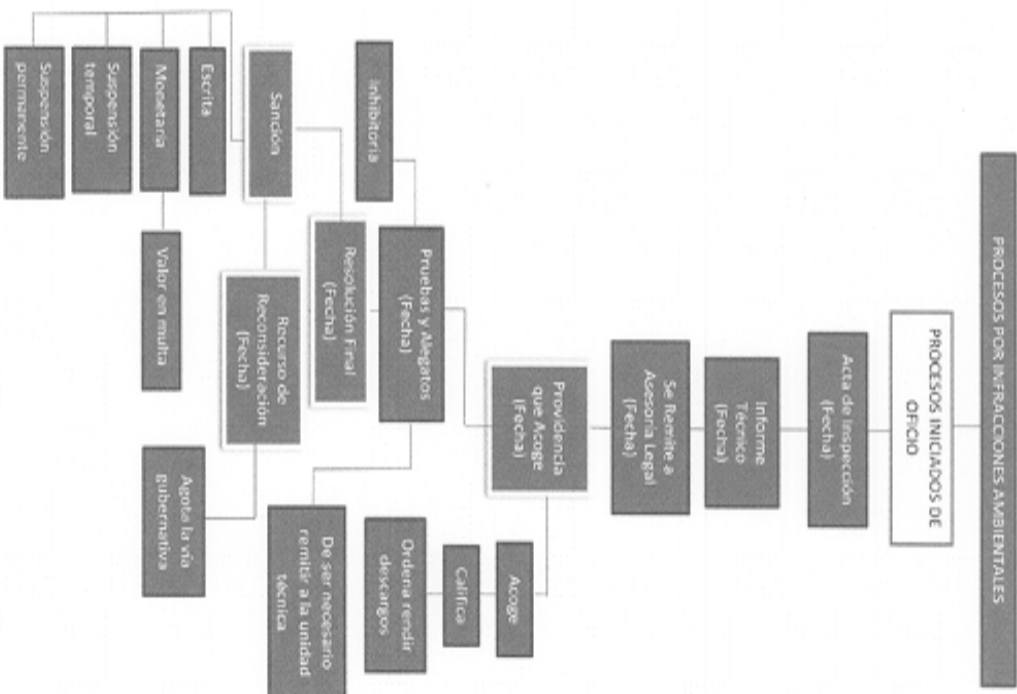 PROCESOS POR INFRACCIONES AMBIENTALES
PROCESOS INICIADOS DE
OFICIO
Acta de Inspección
(Fecha)
Informe
Técnico
(Fecha)
Se Remite a
Asesoría Legal
(Fecha)
Providencia
que Acoge
(Fecha)
Acoge
Califica
Ordena rendir
descargos
Pruebas y Alegatos
(Fecha)
Inhibitoria
De ser necesario
remitir a la unidad
técnica
Resolución Final
(Fecha)
Sanción
Recurso de
Reconsideración
(Fecha)
Agota la vía
gubernativa
Escrita
Monetaria
Valor en multa
Suspensión
temporal
Suspensión
permanente